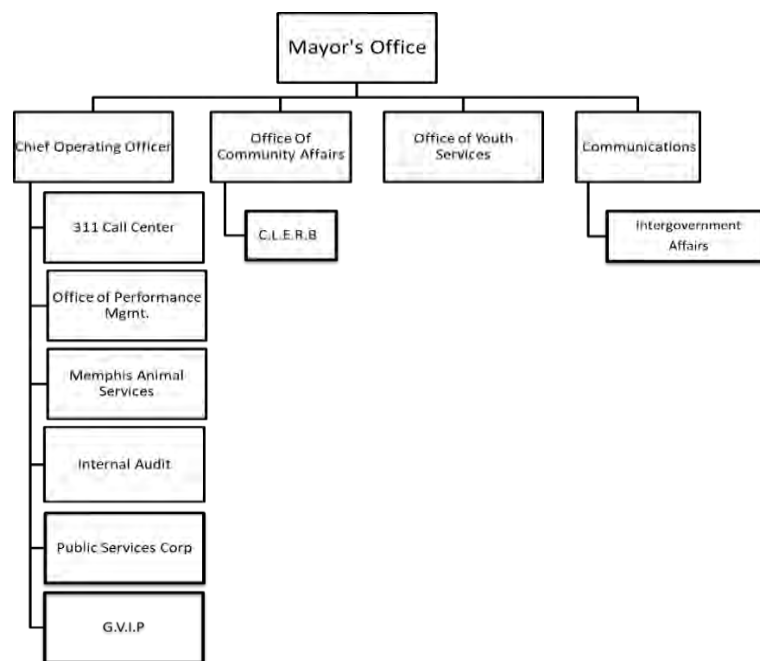 Mayor's Office
Chief Operating Officer
Office Of
Community Affairs
Office of Youth
Services
Communications
311 Call Center
C.L.E.R.B
Intergovernment
Affairs
Office of Performance
Mgmt.
Memphis Animal
Services
Internal Audit
Public Services Corp
G.V.I.P